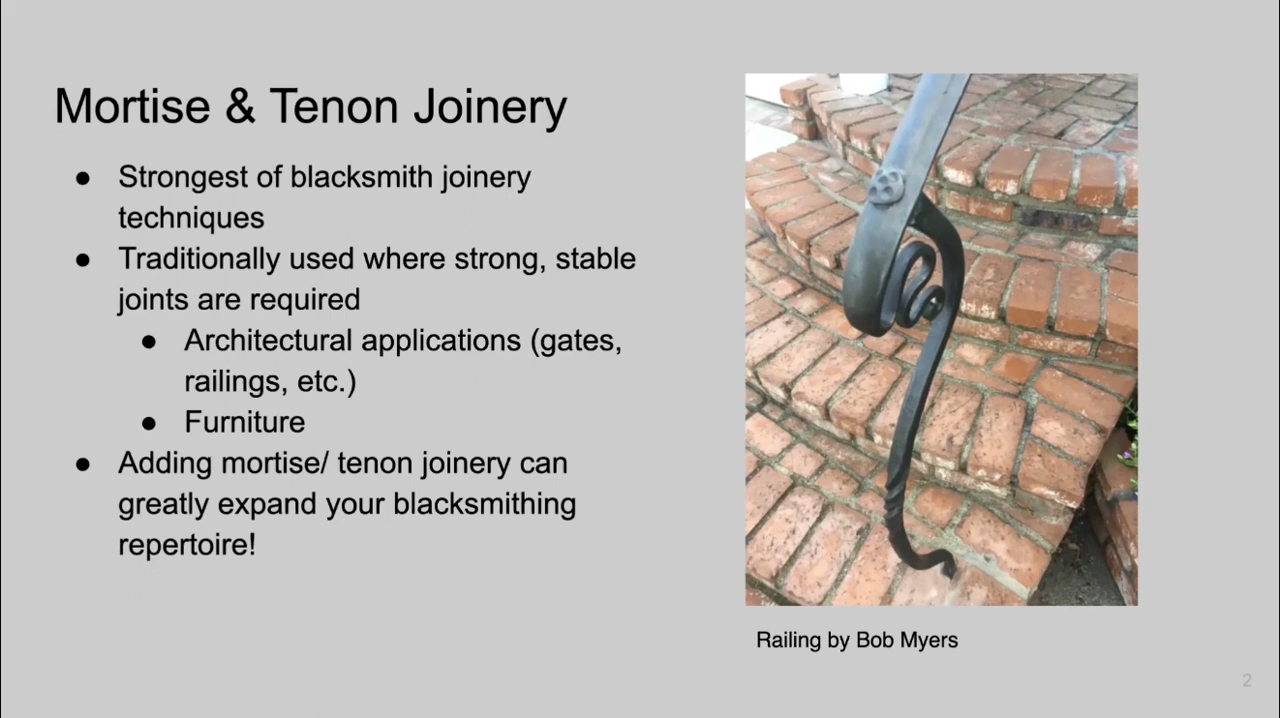 Mortise & Tenon Joinery
● Strongest of blacksmith joinery
techniques
● Traditionally used where strong, stable
joints are required
● Architectural applications (gates,
railings, etc.)
● Furniture
● Adding mortise/ tenon joinery can
greatly expand your blacksmithing
repertoire!
Railing by Bob Myers
2